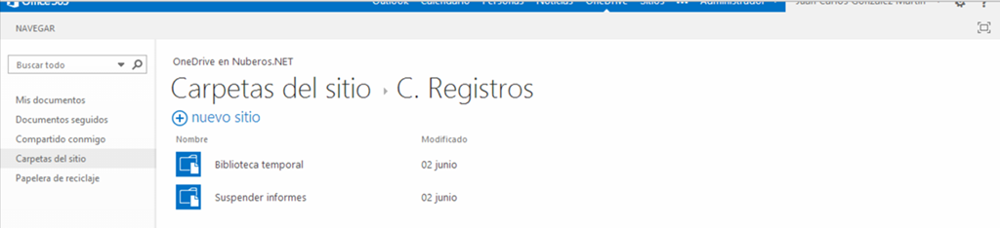 Office 365 Outlook Calendario Personas Noticias OneDrive Sitios ••• Administrador Juan Carlos González Martín ?
NAVEGAR
Buscar todo
OneDrive en Nuberos.NET
Carpetas del sitio › C. Registros
nuevo sitio
Mis documentos
Documentos seguidos
Compartido conmigo
Carpetas del sitio
Papelera de reciclaje
Nombre Modificado
Biblioteca temporal 02 junio
Suspender informes 02 junio